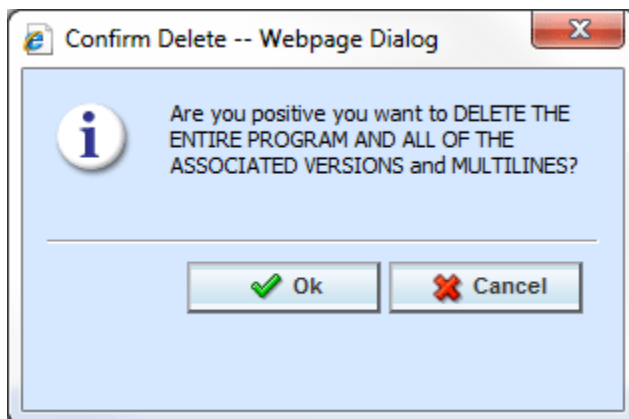 Confirm Delete -- Webpage Dialog
Are you positive you want to DELETE THE
ENTIRE PROGRAM AND ALL OF THE
ASSOCIATED VERSIONS and MULTILINES?
Ok
Cancel